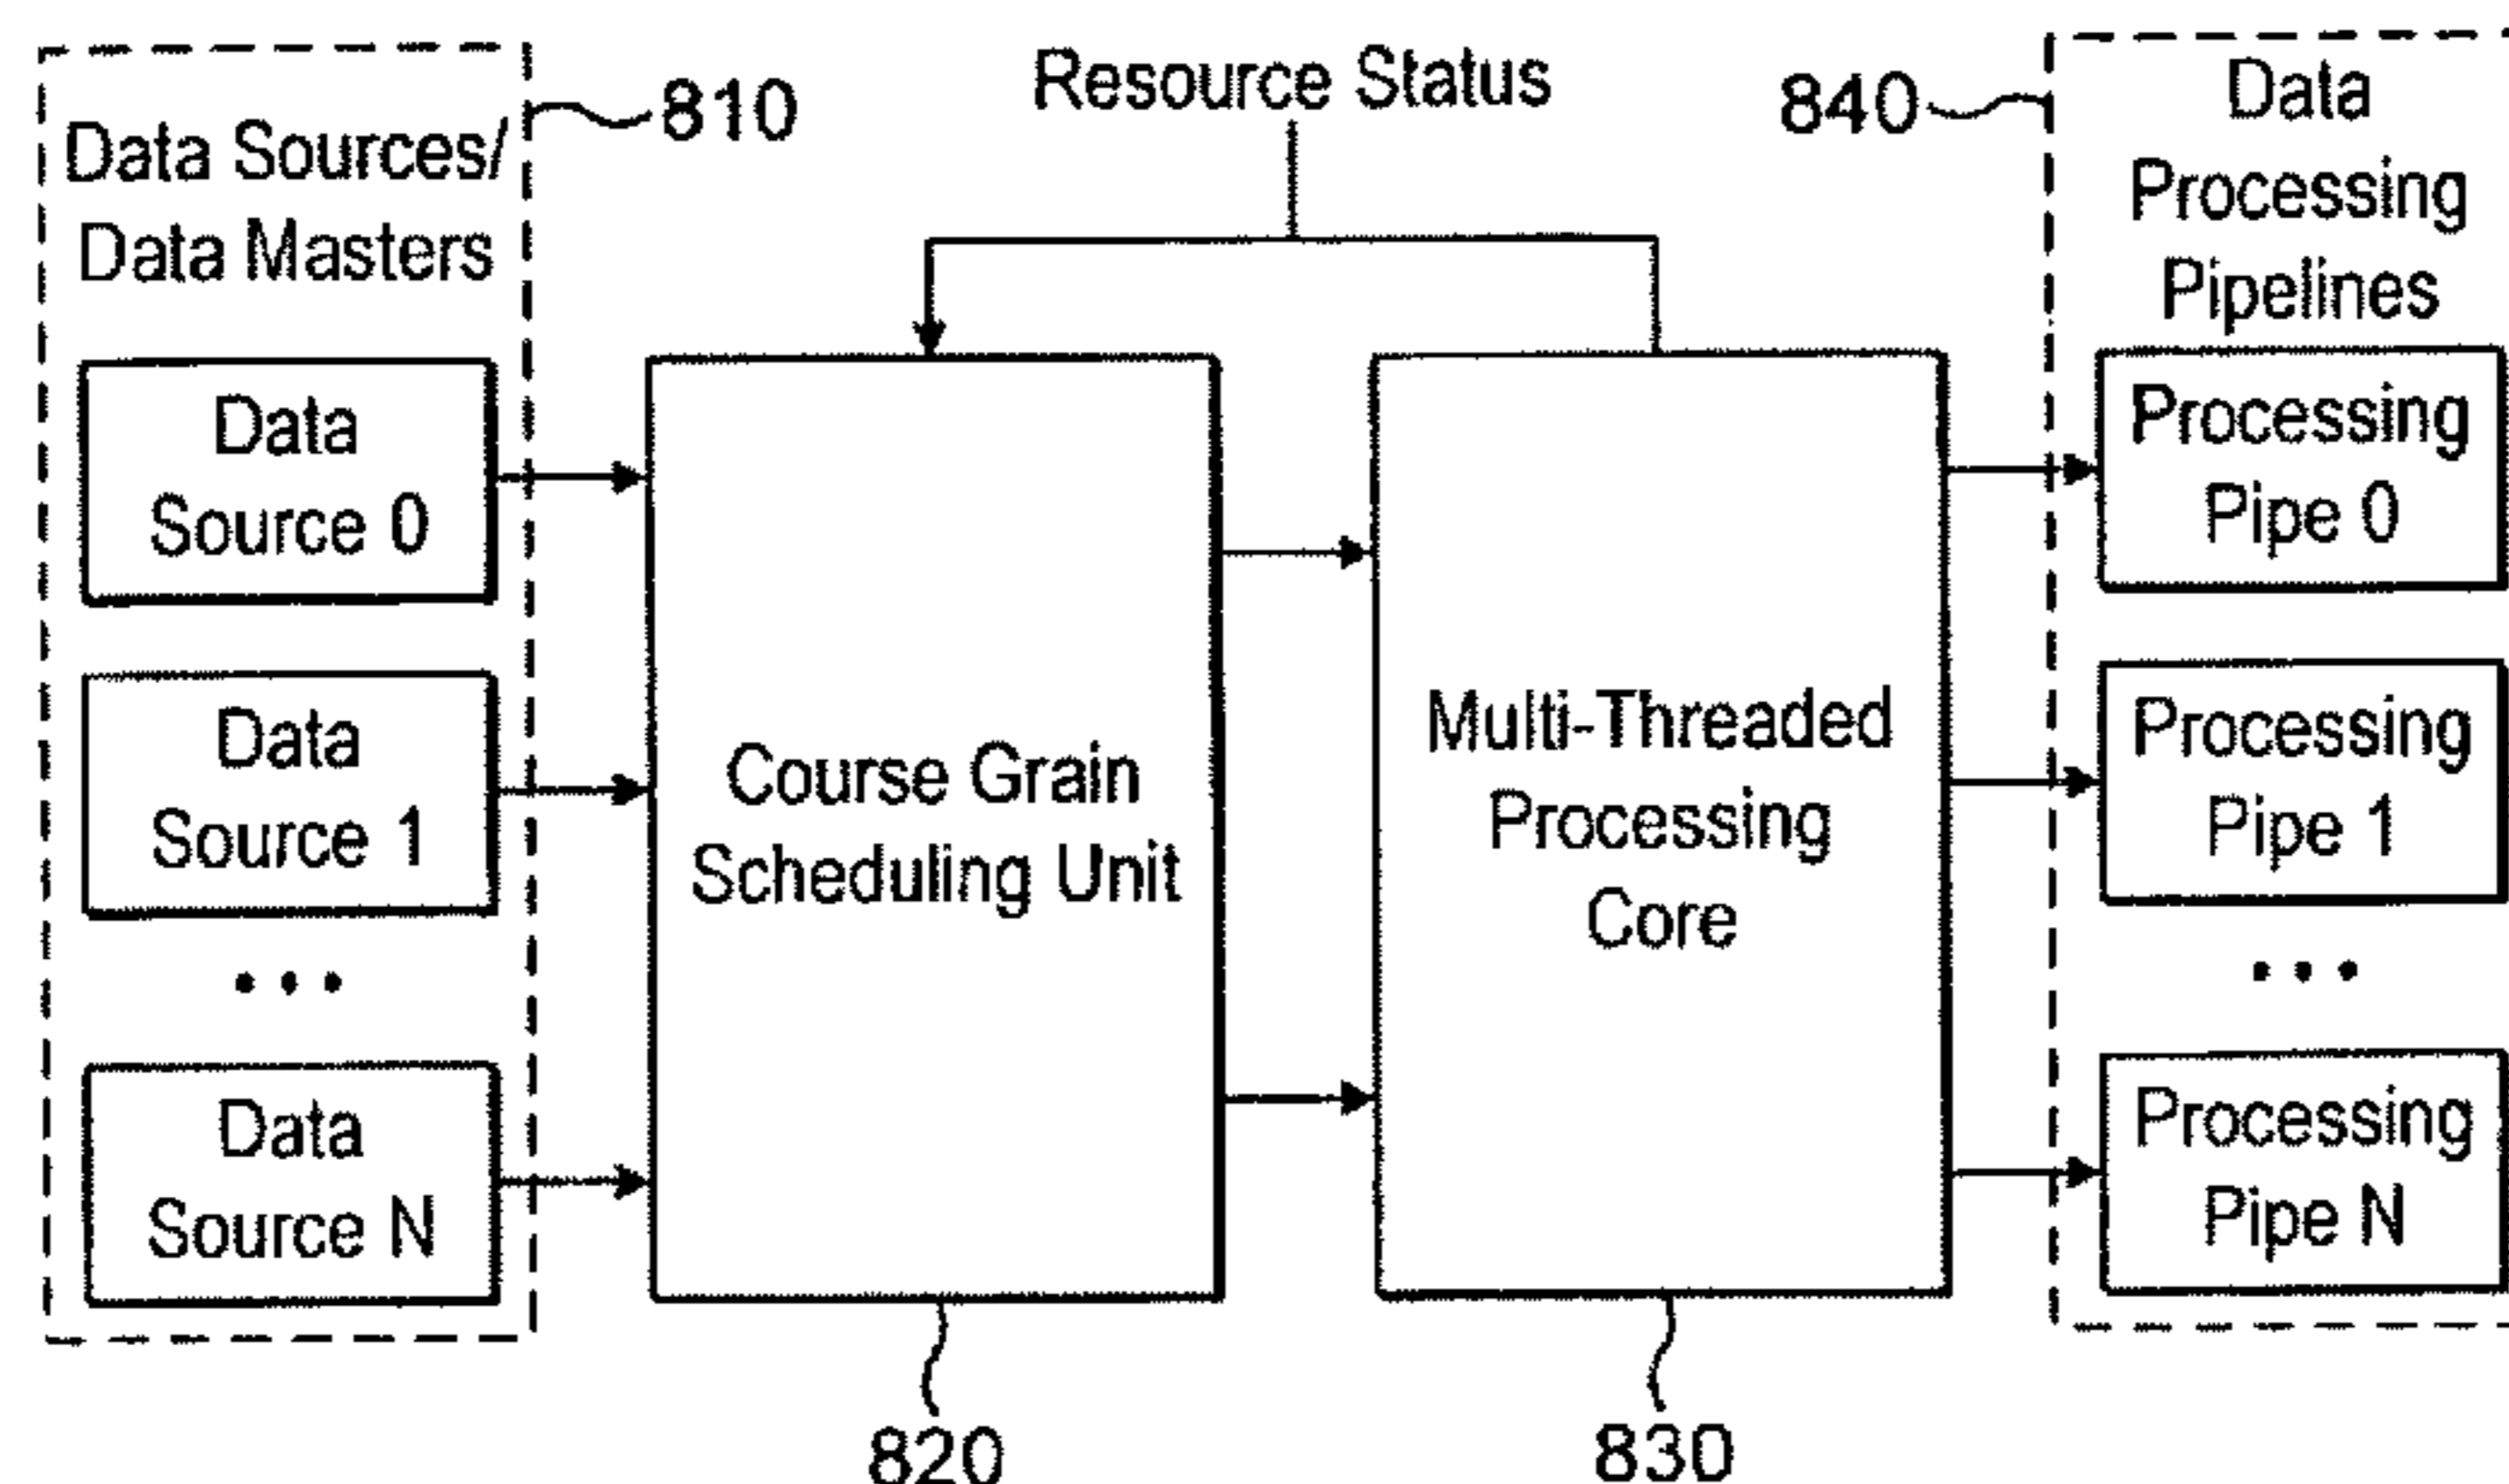 Data Sources/
Data Masters
810
Data
Source 0
Data
Source 1
• • •
Data
Source N
Resource Status
Course Grain
Scheduling Unit
820
Multi-Threaded
Processing
Core
830
840
Data
Processing
Pipelines
Processing
Pipe 0
Processing
Pipe 1
• • •
Processing
Pipe N